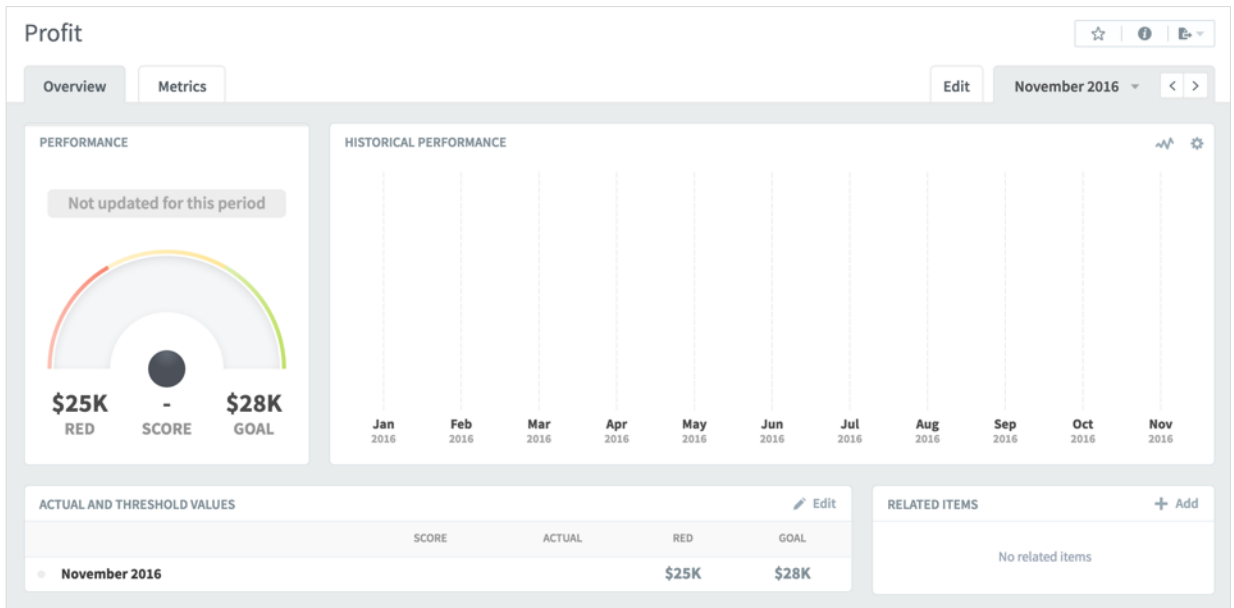 Profit
Overview
Metrics
Edit
November 2016
PERFORMANCE
Not updated for this period
$25K
RED
-
SCORE
$28K
GOAL
HISTORICAL PERFORMANCE
Jan Feb Mar Apr May Jun Jul Aug Sep Oct Nov
2016 2016 2016 2016 2016 2016 2016 2016 2016 2016 2016
ACTUAL AND THRESHOLD VALUES
Edit
SCORE ACTUAL RED GOAL
November 2016 $25K $28K
RELATED ITEMS
Add
No related items